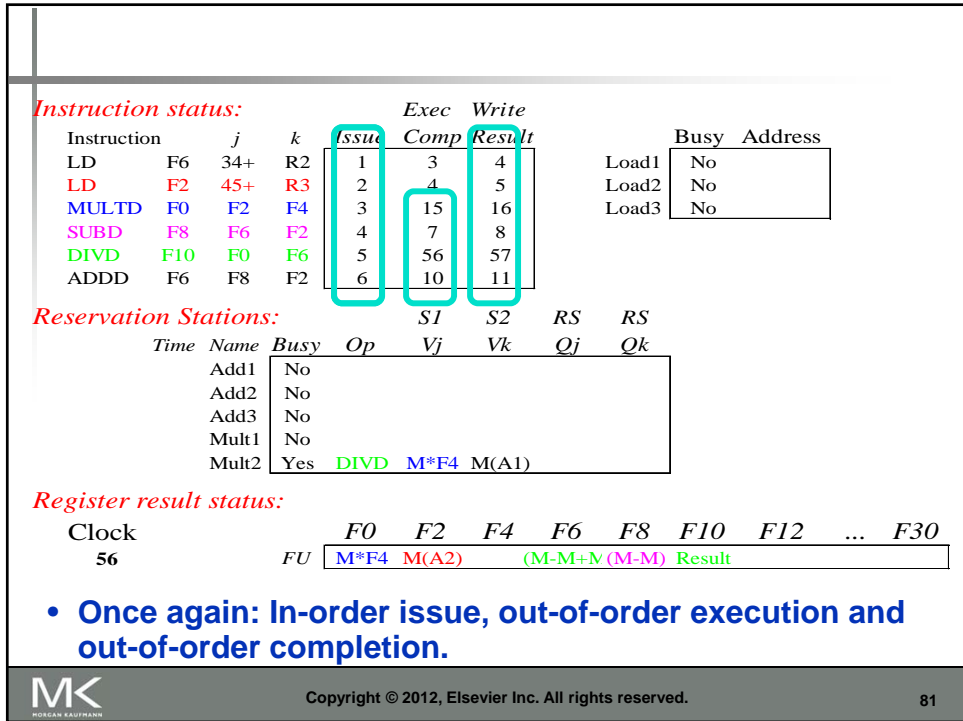 Instruction status: Exec Write
Instruction j k Issue Comp Result Busy Address
LD F6 34+ R2 1 3 4 Load1 No
LD F2 45+ R3 2 4 5 Load2 No
MULTD F0 F2 F4 3 15 16 Load3 No
SUBD F8 F6 F2 4 7 8
DIVD F10 F0 F6 5 56 57
ADDD F6 F8 F2 6 10 11
Reservation Stations: S1 S2 RS RS
Time Name Busy Op Vj Vk Qj Qk
Add1 No
Add2 No
Add3 No
Mult1 No
Mult2 Yes DIVD M*F4 M(A1)
Register result status:
Clock F0 F2 F4 F6 F8 F10 F12 ... F30
56 FU M*F4 M(A2) (M-M+M (M-M) Result
• Once again: In-order issue, out-of-order execution and
out-of-order completion.
MK
MORGAN KAUFMANN
Copyright © 2012, Elsevier Inc. All rights reserved. 81